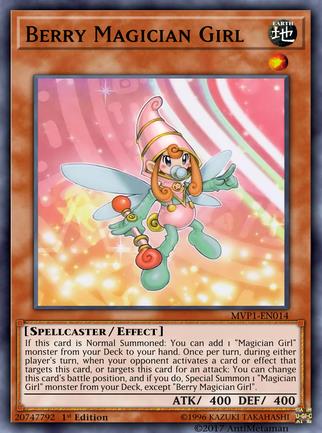 BERRY MAGICIAN GIRL
EARTH
地
MVP1-EN014
[SPELLCASTER / EFFECT]
If this card is Normal Summoned: You can add 1 "Magician Girl"
monster from your Deck to your hand. Once per turn, during either
player's turn, when your opponent activates a card or effect that
targets this card, or targets this card for an attack: You can change
this card's battle position, and if you do, Special Summon 1 "Magician
Girl" monster from your Deck, except "Berry Magician Girl".
ATK/ 400 DEF/ 400
20747792 1st Edition ©1996 KAZUKI TAKAHASHI
©2017 AntiMetaman